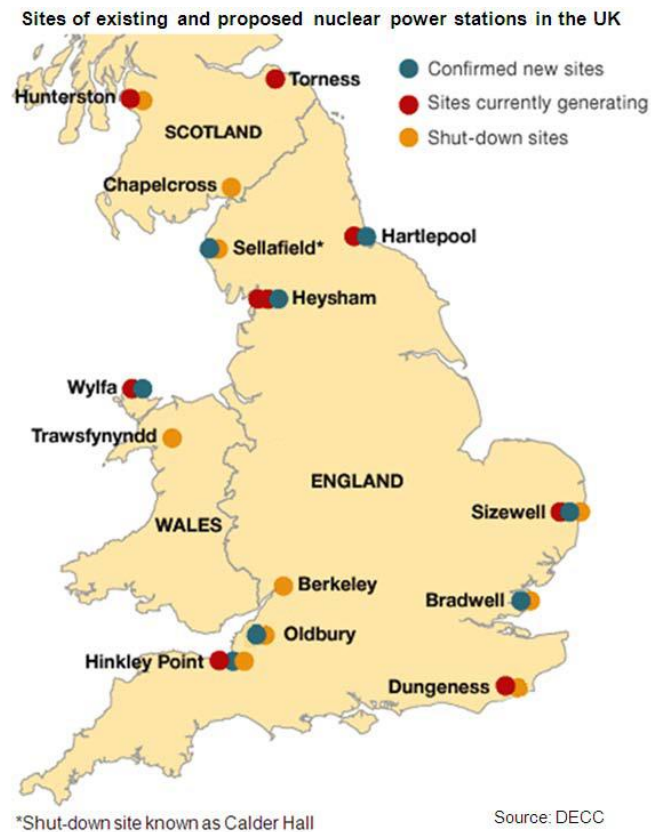 Sites of existing and proposed nuclear power stations in the UK
Confirmed new sites
Sites currently generating
Shut-down sites
Torness
Hunterston
SCOTLAND
Chapelcross
Sellafield*
Hartlepool
Heysham
Wylfa
Trawsfynyndd
ENGLAND
Sizewell
WALES
Berkeley
Bradwell
Oldbury
Hinkley Point
Dungeness
*Shut-down site known as Calder Hall
Source: DECC